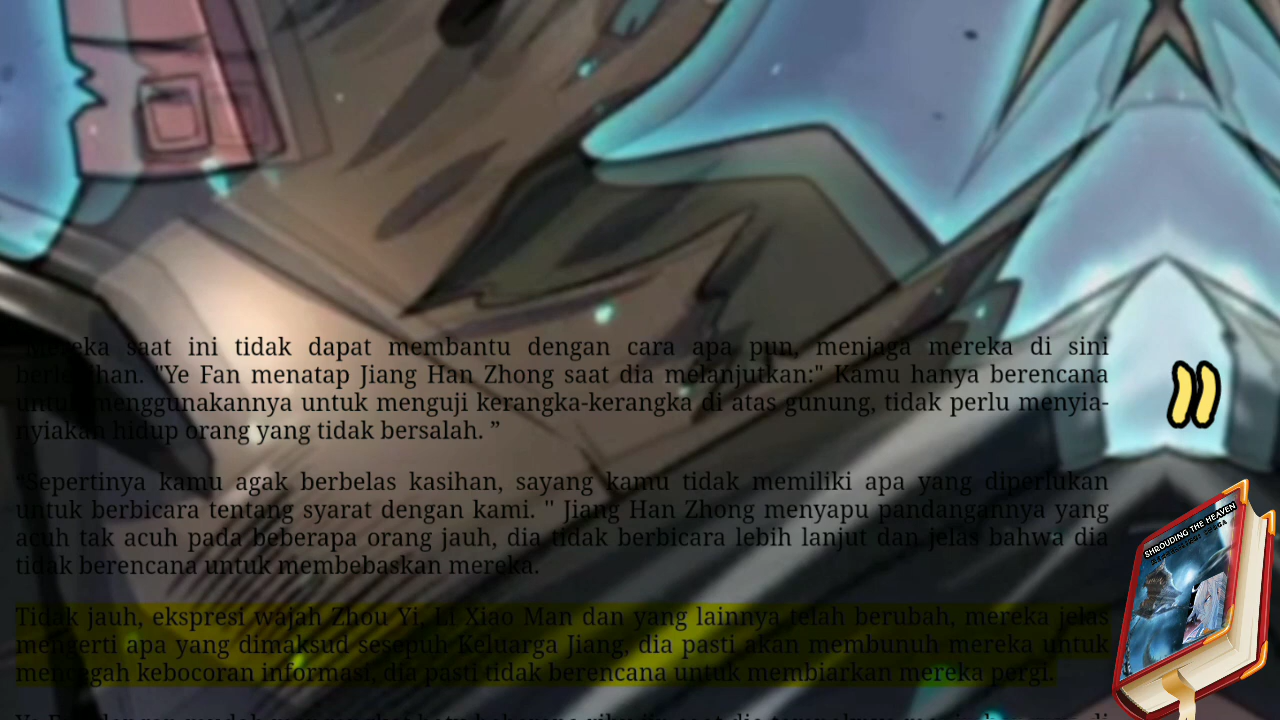 "Mereka saat ini tidak dapat membantu dengan cara apa pun, menjaga mereka di sini
berlebihan. "Ye Fan menatap Jiang Han Zhong saat dia melanjutkan:" Kamu hanya berencana
untuk menggunakannya untuk menguji kerangka-kerangka di atas gunung, tidak perlu menyia-
nyiakan hidup orang yang tidak bersalah. ”
"Sepertinya kamu agak berbelas kasihan, sayang kamu tidak memiliki apa yang diperlukan
untuk berbicara tentang syarat dengan kami. " Jiang Han Zhong menyapu pandangannya yang
acuh tak acuh pada beberapa orang jauh, dia tidak berbicara lebih lanjut dan jelas bahwa dia
tidak berencana untuk membebaskan mereka.
Tidak jauh, ekspresi wajah Zhou Yi, Li Xiao Man dan yang lainnya telah berubah, mereka jelas
mengerti apa yang dimaksud sesepuh Keluarga Jiang, dia pasti akan membunuh mereka untuk
mencegah kebocoran informasi, dia pasti tidak berencana untuk membiarkan mereka pergi.
SHROUDING THE HEAVEN